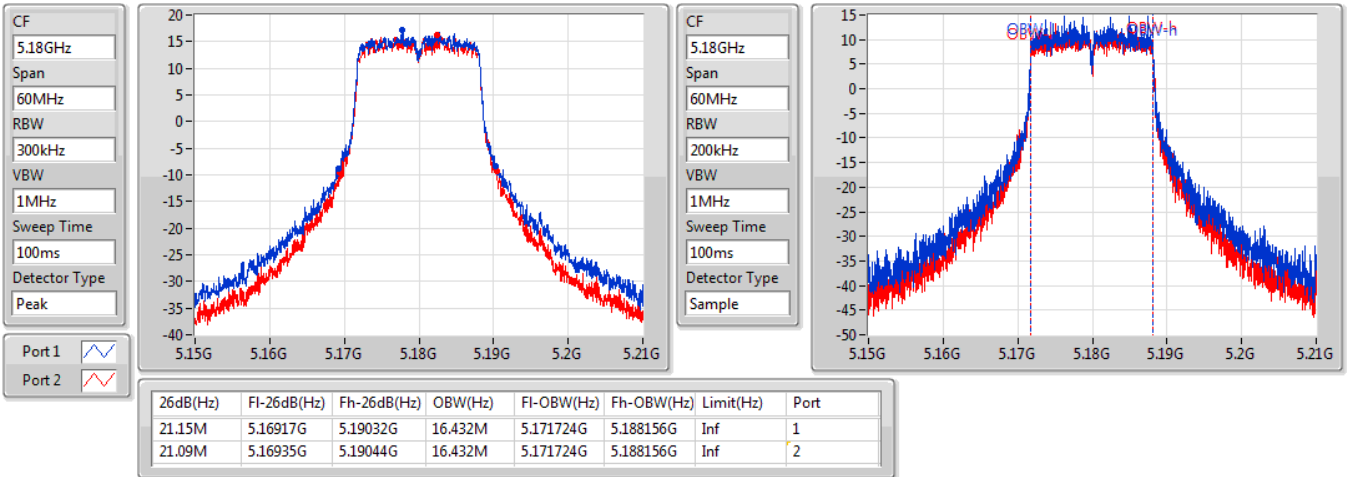 CF
5.18GHz
Span
60MHz
RBW
300kHz
VBW
1MHz
Sweep Time
100ms
Detector Type
Peak
Port 1
Port 2
20
15
10
5
0
-5
-10
-15
-20
-25
-30
-35
-40
5.15G 5.16G 5.17G 5.18G 5.19G 5.2G 5.21G
CF
5.18GHz
Span
60MHz
RBW
200kHz
VBW
1MHz
Sweep Time
100ms
Detector Type
Sample
15
10
5
0
-5
-10
-15
-20
-25
-30
-35
-40
-45
-50
OBW-h
5.15G 5.16G 5.17G 5.18G 5.19G 5.2G 5.21G
26dB(Hz) Fl-26dB(Hz) Fh-26dB(Hz) OBW(Hz) Fl-OBW(Hz) Fh-OBW(Hz) Limit(Hz) Port
21.15M 5.16917G 5.19032G 16.432M 5.171724G 5.188156G Inf 1
21.09M 5.16935G 5.19044G 16.432M 5.171724G 5.188156G Inf 2